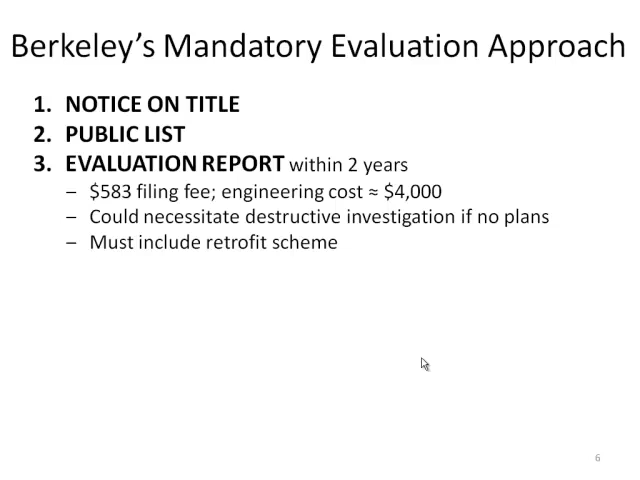 Berkeley's Mandatory Evaluation Approach
1. NOTICE ON TITLE
2. PUBLIC LIST
3. EVALUATION REPORT within 2 years
– $583 filing fee; engineering cost ≈ $4,000
– Could necessitate destructive investigation if no plans
– Must include retrofit scheme
6